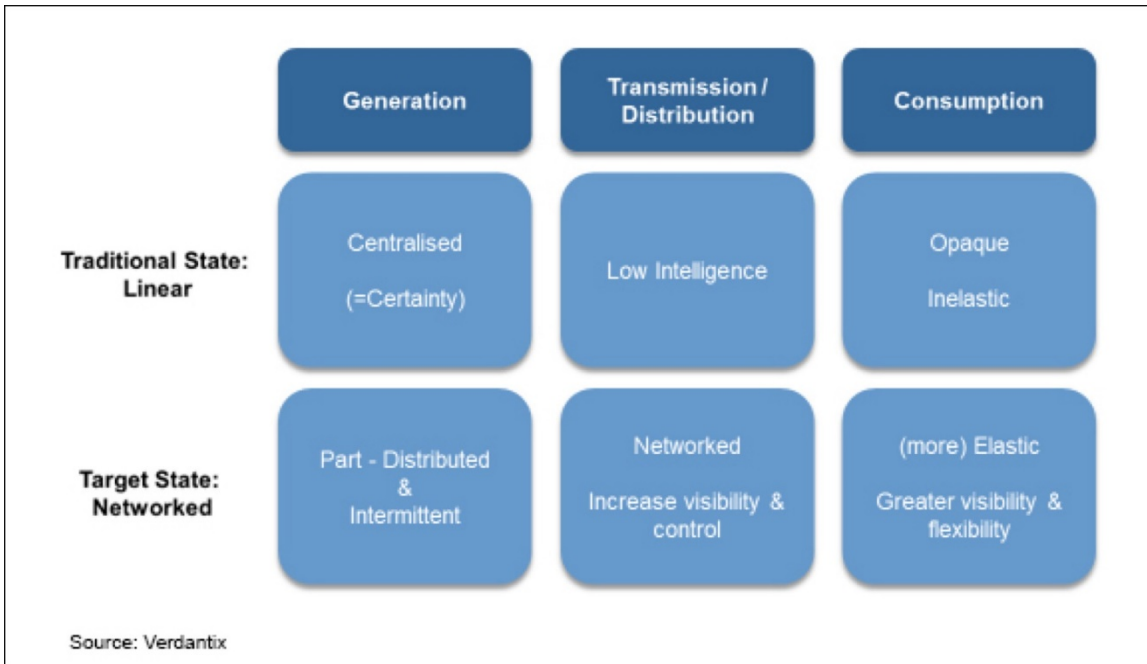 Generation
Transmission /
Distribution
Consumption
Traditional State:
Linear
Centralised
(=Certainty)
Low Intelligence
Opaque
Inelastic
Target State:
Networked
Part - Distributed
&
Intermittent
Networked
Increase visibility &
control
(more) Elastic
Greater visibility &
flexibility
Source: Verdantix